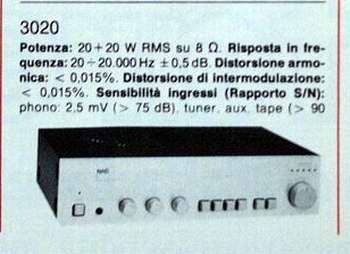 3020
Potenza: 20+20 W RMS su 8 Ω. Risposta in fre-
quenza: 20÷20.000 Hz ±0,5 dB. Distorsione armo-
nica: < 0,015%. Distorsione di intermodulazione:
< 0,015%. Sensibilità ingressi (Rapporto S/N):
phono: 2,5 mV (> 75 dB), tuner, aux, tape (> 90
NAD